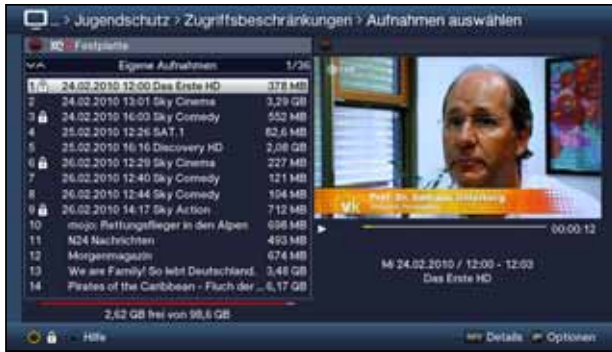 ... > Jugendschutz > Zugriffsbeschränkungen > Aufnahmen auswählen
Festplatte
Eigene Aufnahmen 1/36
1 24.02.2010 12:00 Das Erste HD 378 MB
2 24.02.2010 13:01 Sky Cinema 3,29 GB
3 24.02.2010 16:03 Sky Comedy 552 MB
4 25.02.2010 12:26 SAT.1 82,6 MB
5 25.02.2010 16:16 Discovery HD 2,08 GB
6 26.02.2010 12:29 Sky Cinema 227 MB
7 26.02.2010 12:40 Sky Comedy 121 MB
8 26.02.2010 12:44 Sky Comedy 104 MB
9 26.02.2010 14:17 Sky Action 712 MB
10 mojo: Rettungsflieger in den Alpen 698 MB
11 N24 Nachrichten 493 MB
12 Morgenmagazin 674 MB
13 We are Family! So lebt Deutschland. 3,48 GB
14 Pirates of the Caribbean - Fluch der ... 6,17 GB
2,62 GB frei von 98,6 GB
vk Prof. Dr.
00:00:12
Mi 24.02.2010 / 12:00 - 12:03
Das Erste HD
Hilfe Details Optionen